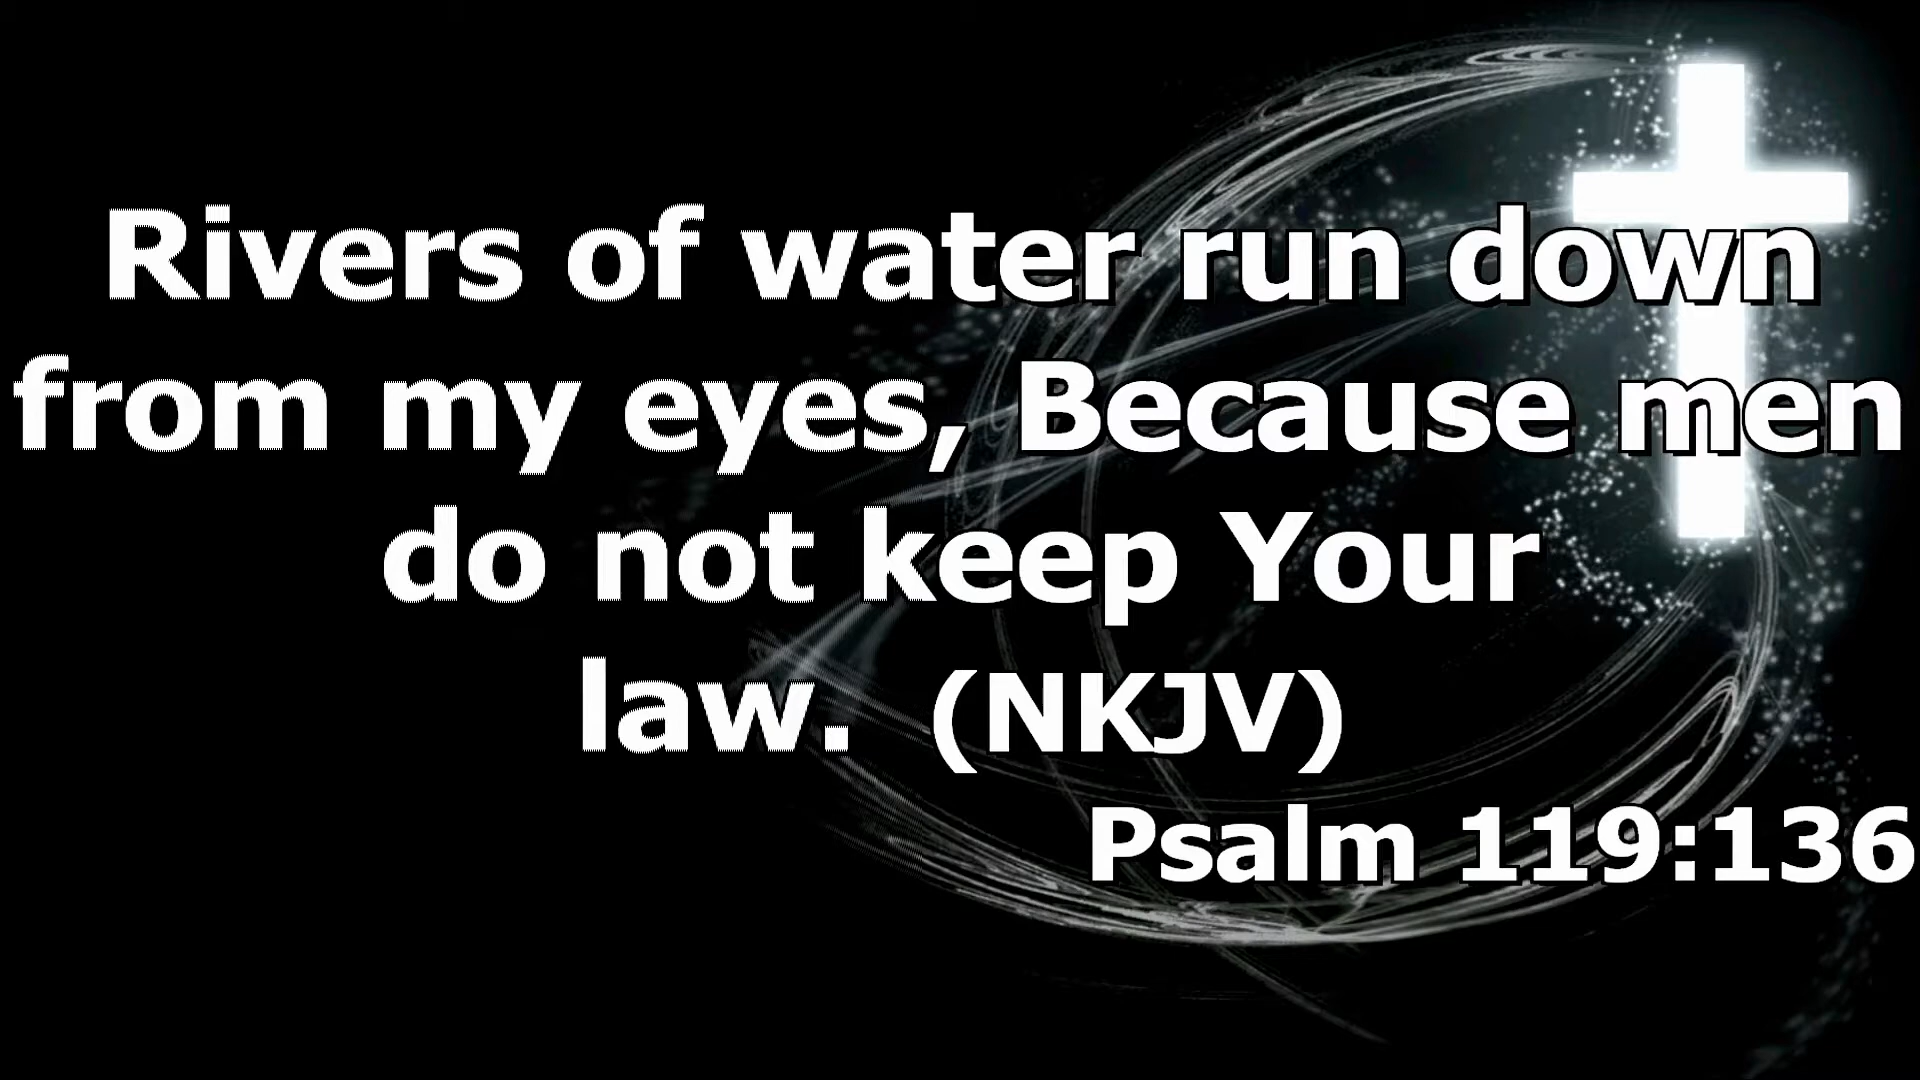 Rivers of water run down
from my eyes, Because men
do not keep Your
law. (NKJV)
Psalm 119:136